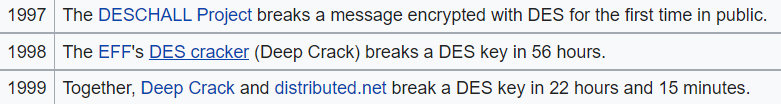 1997 The DESCHALL Project breaks a message encrypted with DES for the first time in public.
1998 The EFF's DES cracker (Deep Crack) breaks a DES key in 56 hours.
1999 Together, Deep Crack and distributed.net break a DES key in 22 hours and 15 minutes.